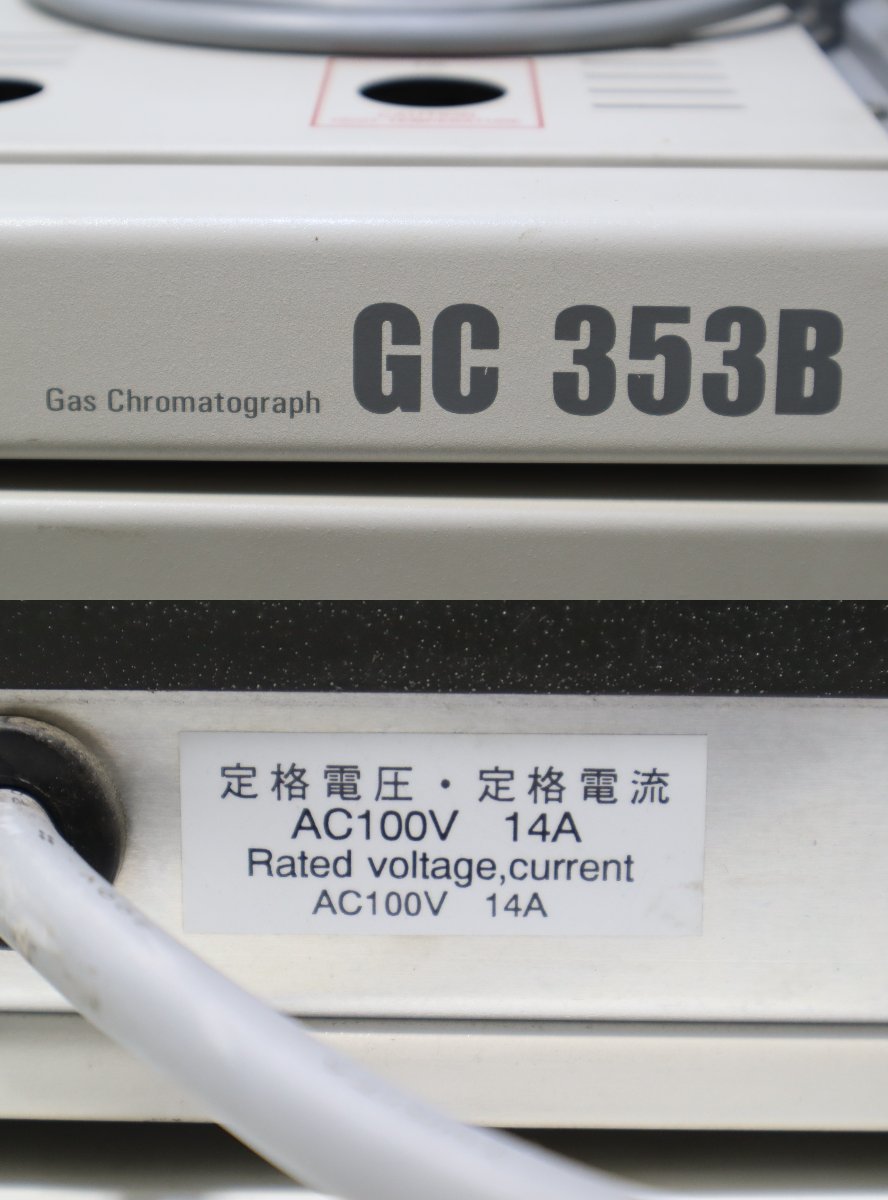 Gas Chromatograph GC 353B
定格電圧・定格電流
AC100V 14A
Rated voltage,current
AC100V 14A